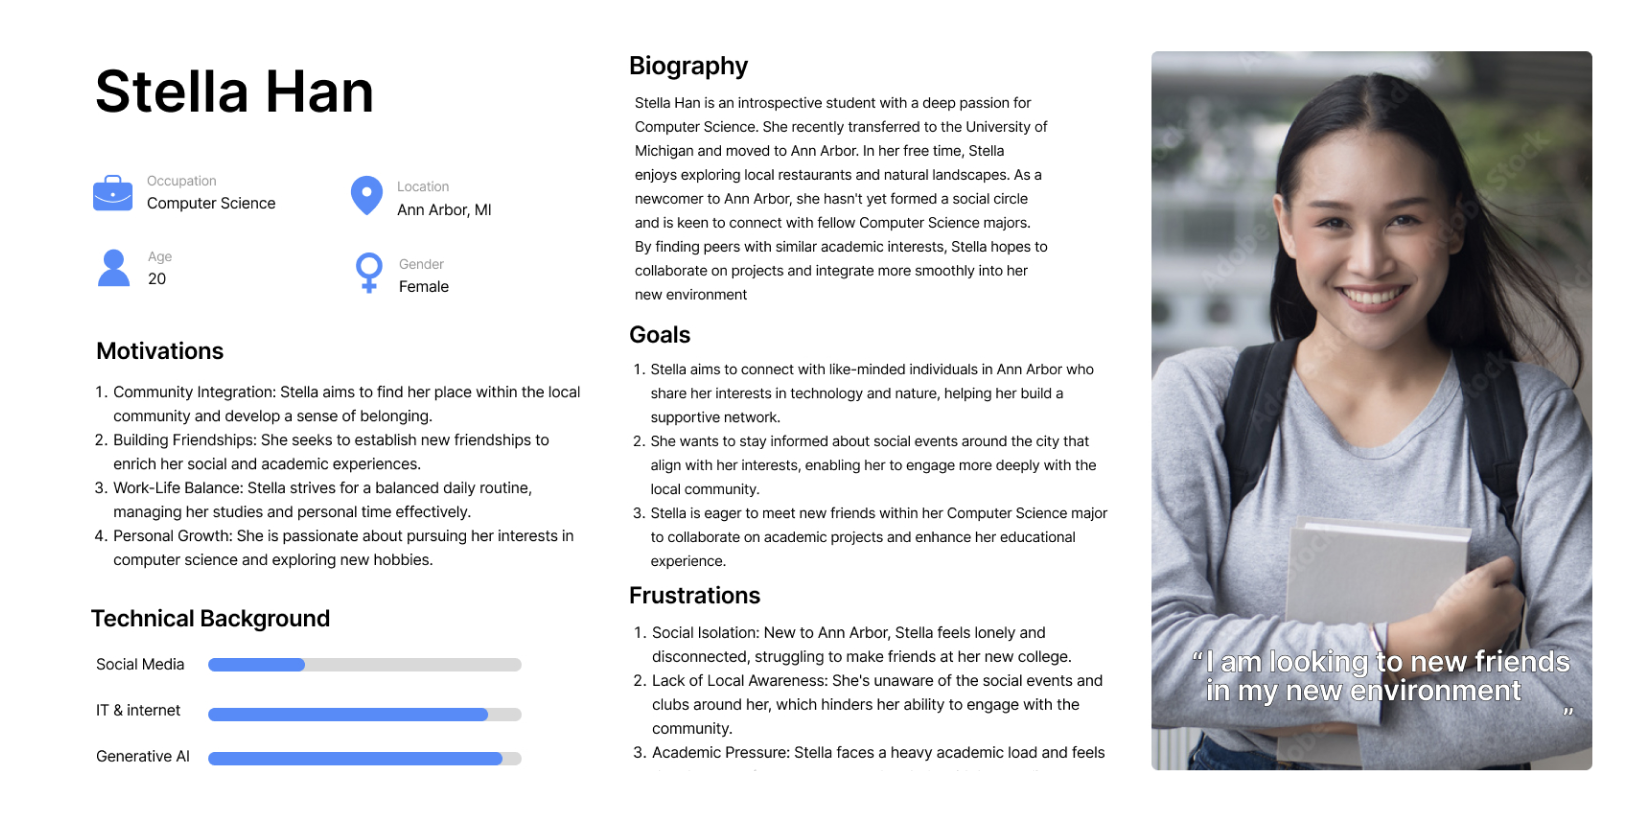 Stella Han
Occupation
Computer Science
Location
Ann Arbor, MI
Age
20
Gender
Female
Motivations
1. Community Integration: Stella aims to find her place within the local
community and develop a sense of belonging.
2. Building Friendships: She seeks to establish new friendships to
enrich her social and academic experiences.
3. Work-Life Balance: Stella strives for a balanced daily routine,
managing her studies and personal time effectively.
4. Personal Growth: She is passionate about pursuing her interests in
computer science and exploring new hobbies.
Technical Background
Social Media
IT & internet
Generative AI
Biography
Stella Han is an introspective student with a deep passion for
Computer Science. She recently transferred to the University of
Michigan and moved to Ann Arbor. In her free time, Stella
enjoys exploring local restaurants and natural landscapes. As a
newcomer to Ann Arbor, she hasn't yet formed a social circle
and is keen to connect with fellow Computer Science majors.
By finding peers with similar academic interests, Stella hopes to
collaborate on projects and integrate more smoothly into her
new environment
Goals
1. Stella aims to connect with like-minded individuals in Ann Arbor who
share her interests in technology and nature, helping her build a
supportive network.
2. She wants to stay informed about social events around the city that
align with her interests, enabling her to engage more deeply with the
local community.
3. Stella is eager to meet new friends within her Computer Science major
to collaborate on academic projects and enhance her educational
experience.
Frustrations
1. Social Isolation: New to Ann Arbor, Stella feels lonely and
disconnected, struggling to make friends at her new college.
2. Lack of Local Awareness: She's unaware of the social events and
clubs around her, which hinders her ability to engage with the
community.
3. Academic Pressure: Stella faces a heavy academic load and feels
Adobe Stock
“I am looking to new friends
in my new environment
”